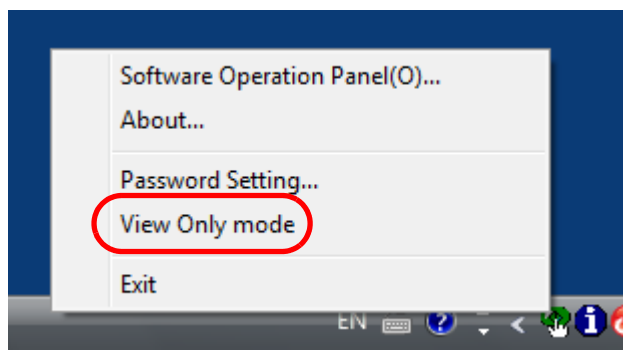 Software Operation Panel(O)...
About...
Password Setting...
View Only mode
Exit
EN